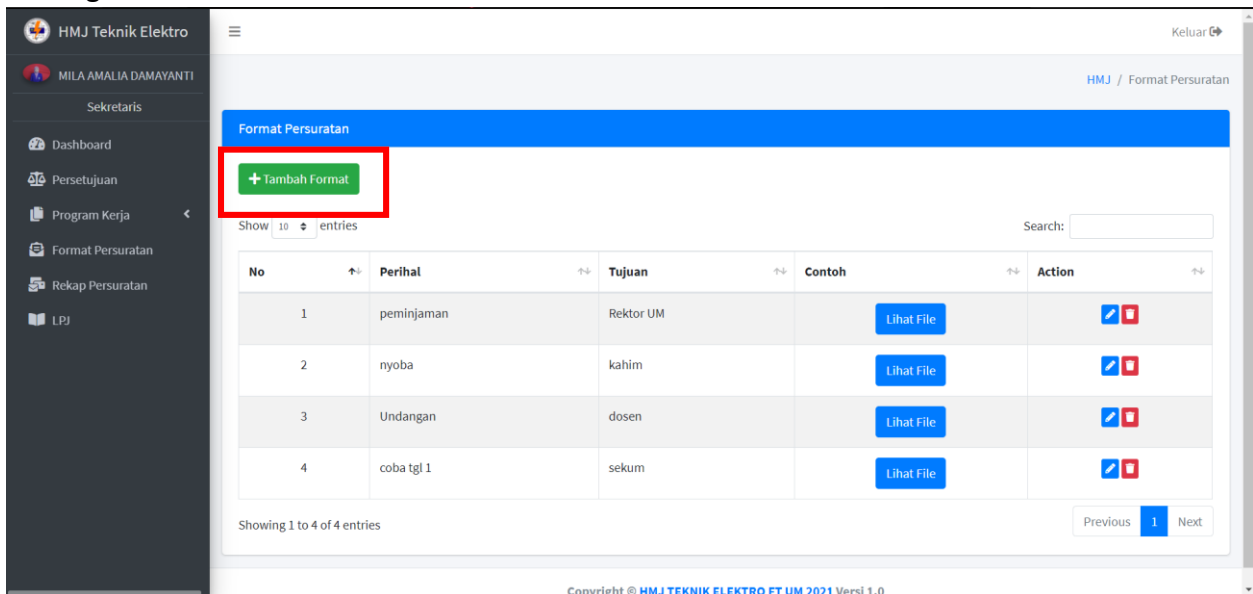 HMJ Teknik Elektro
Keluar
MILA AMALIA DAMAYANTI
HMJ / Format Persuratan
Sekretaris
Format Persuratan
Dashboard
Tambah Format
Persetujuan
Program Kerja
Show 10 entries
Search:
Format Persuratan
No Perihal Tujuan Contoh Action
Rekap Persuratan
1 peminjaman Rektor UM Lihat File
LPJ
2 nyoba kahim Lihat File
3 Undangan dosen Lihat File
4 coba tgl 1 sekum Lihat File
Showing 1 to 4 of 4 entries
Previous 1 Next
Copyright © HMJ TEKNIK ELEKTRO FT UM 2021 Versi 1.0